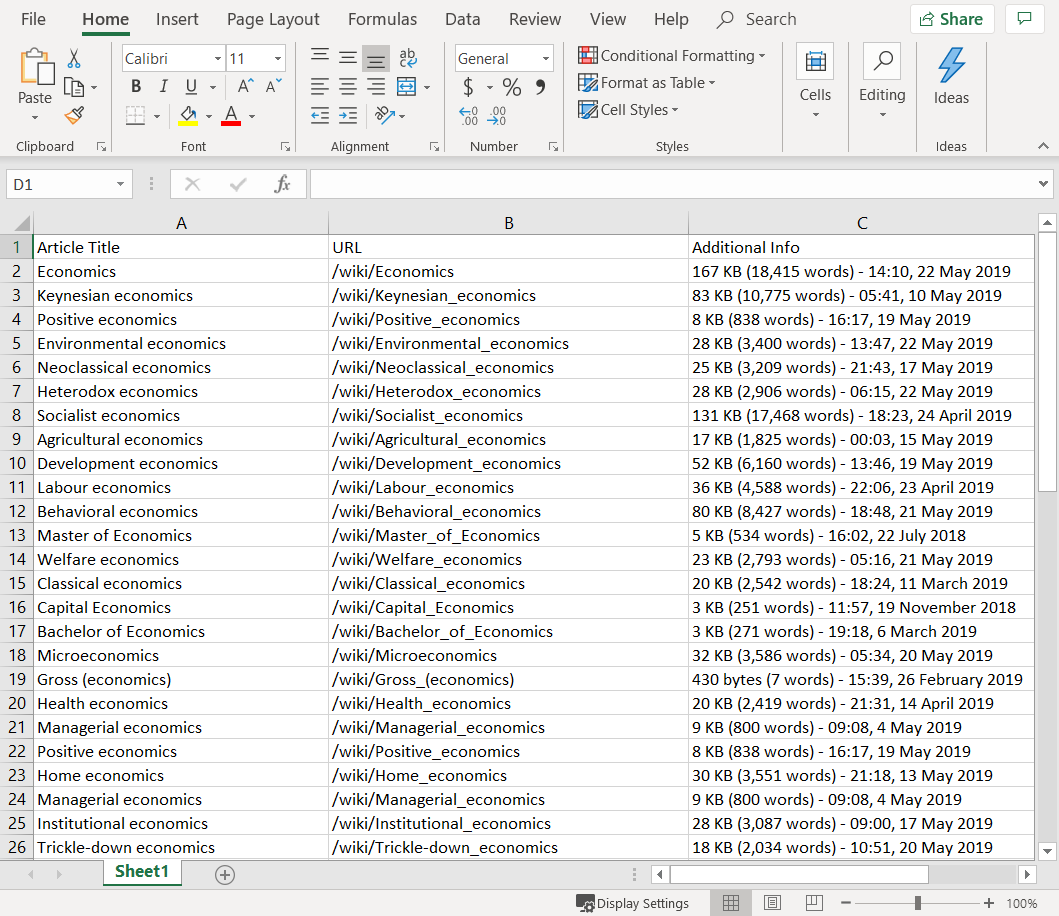 File Home Insert Page Layout Formulas Data Review View Help Search Share
Calibri 11 General Conditional Formatting
Format as Table
Cell Styles
Paste B I U A A $ % Cells Editing Ideas
Clipboard Font Alignment Number Styles Ideas
D1 fx
A B C
1 Article Title URL Additional Info
2 Economics /wiki/Economics 167 KB (18,415 words) - 14:10, 22 May 2019
3 Keynesian economics /wiki/Keynesian_economics 83 KB (10,775 words) - 05:41, 10 May 2019
4 Positive economics /wiki/Positive_economics 8 KB (838 words) - 16:17, 19 May 2019
5 Environmental economics /wiki/Environmental_economics 28 KB (3,400 words) - 13:47, 22 May 2019
6 Neoclassical economics /wiki/Neoclassical_economics 25 KB (3,209 words) - 21:43, 17 May 2019
7 Heterodox economics /wiki/Heterodox_economics 28 KB (2,906 words) - 06:15, 22 May 2019
8 Socialist economics /wiki/Socialist_economics 131 KB (17,468 words) - 18:23, 24 April 2019
9 Agricultural economics /wiki/Agricultural_economics 17 KB (1,825 words) - 00:03, 15 May 2019
10 Development economics /wiki/Development_economics 52 KB (6,160 words) - 13:46, 19 May 2019
11 Labour economics /wiki/Labour_economics 36 KB (4,588 words) - 22:06, 23 April 2019
12 Behavioral economics /wiki/Behavioral_economics 80 KB (8,427 words) - 18:48, 21 May 2019
13 Master of Economics /wiki/Master_of_Economics 5 KB (534 words) - 16:02, 22 July 2018
14 Welfare economics /wiki/Welfare_economics 23 KB (2,793 words) - 05:16, 21 May 2019
15 Classical economics /wiki/Classical_economics 20 KB (2,542 words) - 18:24, 11 March 2019
16 Capital Economics /wiki/Capital_Economics 3 KB (251 words) - 11:57, 19 November 2018
17 Bachelor of Economics /wiki/Bachelor_of_Economics 3 KB (271 words) - 19:18, 6 March 2019
18 Microeconomics /wiki/Microeconomics 32 KB (3,586 words) - 05:34, 20 May 2019
19 Gross (economics) /wiki/Gross_(economics) 430 bytes (7 words) - 15:39, 26 February 2019
20 Health economics /wiki/Health_economics 20 KB (2,419 words) - 21:31, 14 April 2019
21 Managerial economics /wiki/Managerial_economics 9 KB (800 words) - 09:08, 4 May 2019
22 Positive economics /wiki/Positive_economics 8 KB (838 words) - 16:17, 19 May 2019
23 Home economics /wiki/Home_economics 30 KB (3,551 words) - 21:18, 13 May 2019
24 Managerial economics /wiki/Managerial_economics 9 KB (800 words) - 09:08, 4 May 2019
25 Institutional economics /wiki/Institutional_economics 28 KB (3,087 words) - 09:00, 17 May 2019
26 Trickle-down economics /wiki/Trickle-down_economics 18 KB (2,034 words) - 10:51, 20 May 2019
Sheet1
Display Settings 100%